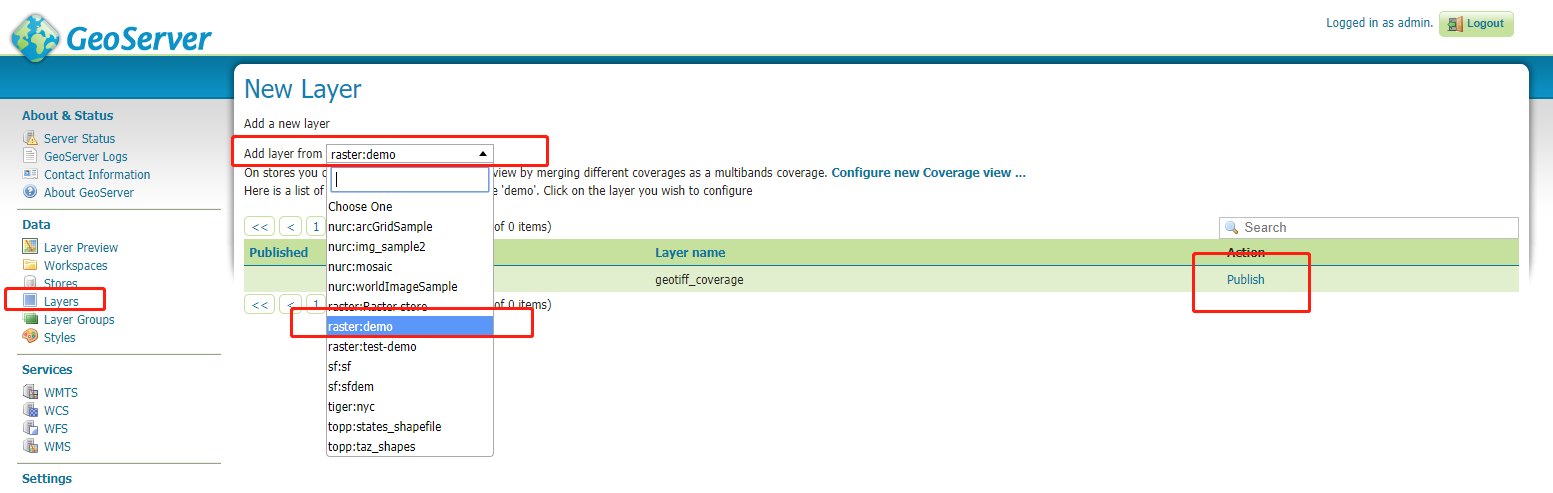 GeoServer
Logged in as admin.
Logout
About & Status
Server Status
GeoServer Logs
Contact Information
About GeoServer
Data
Layer Preview
Workspaces
Stores
Layers
Layer Groups
Styles
Services
WMTS
WCS
WFS
WMS
Settings
New Layer
Add a new layer
Add layer from raster:demo
On stores you view by merging different coverages as a multibands coverage. Configure new Coverage view ...
Here is a list of 'demo'. Click on the layer you wish to configure
<< < 1 of 0 items) Search
Published Layer name Action
geotiff_coverage Publish
<< < 1 of 0 items)
Choose One
nurc:arcGridSample
nurc:img_sample2
nurc:mosaic
nurc:worldImageSample
raster:Raster store
raster:demo
raster:test-demo
sf:sf
sf:sfdem
tiger:nyc
topp:states_shapefile
topp:taz_shapes